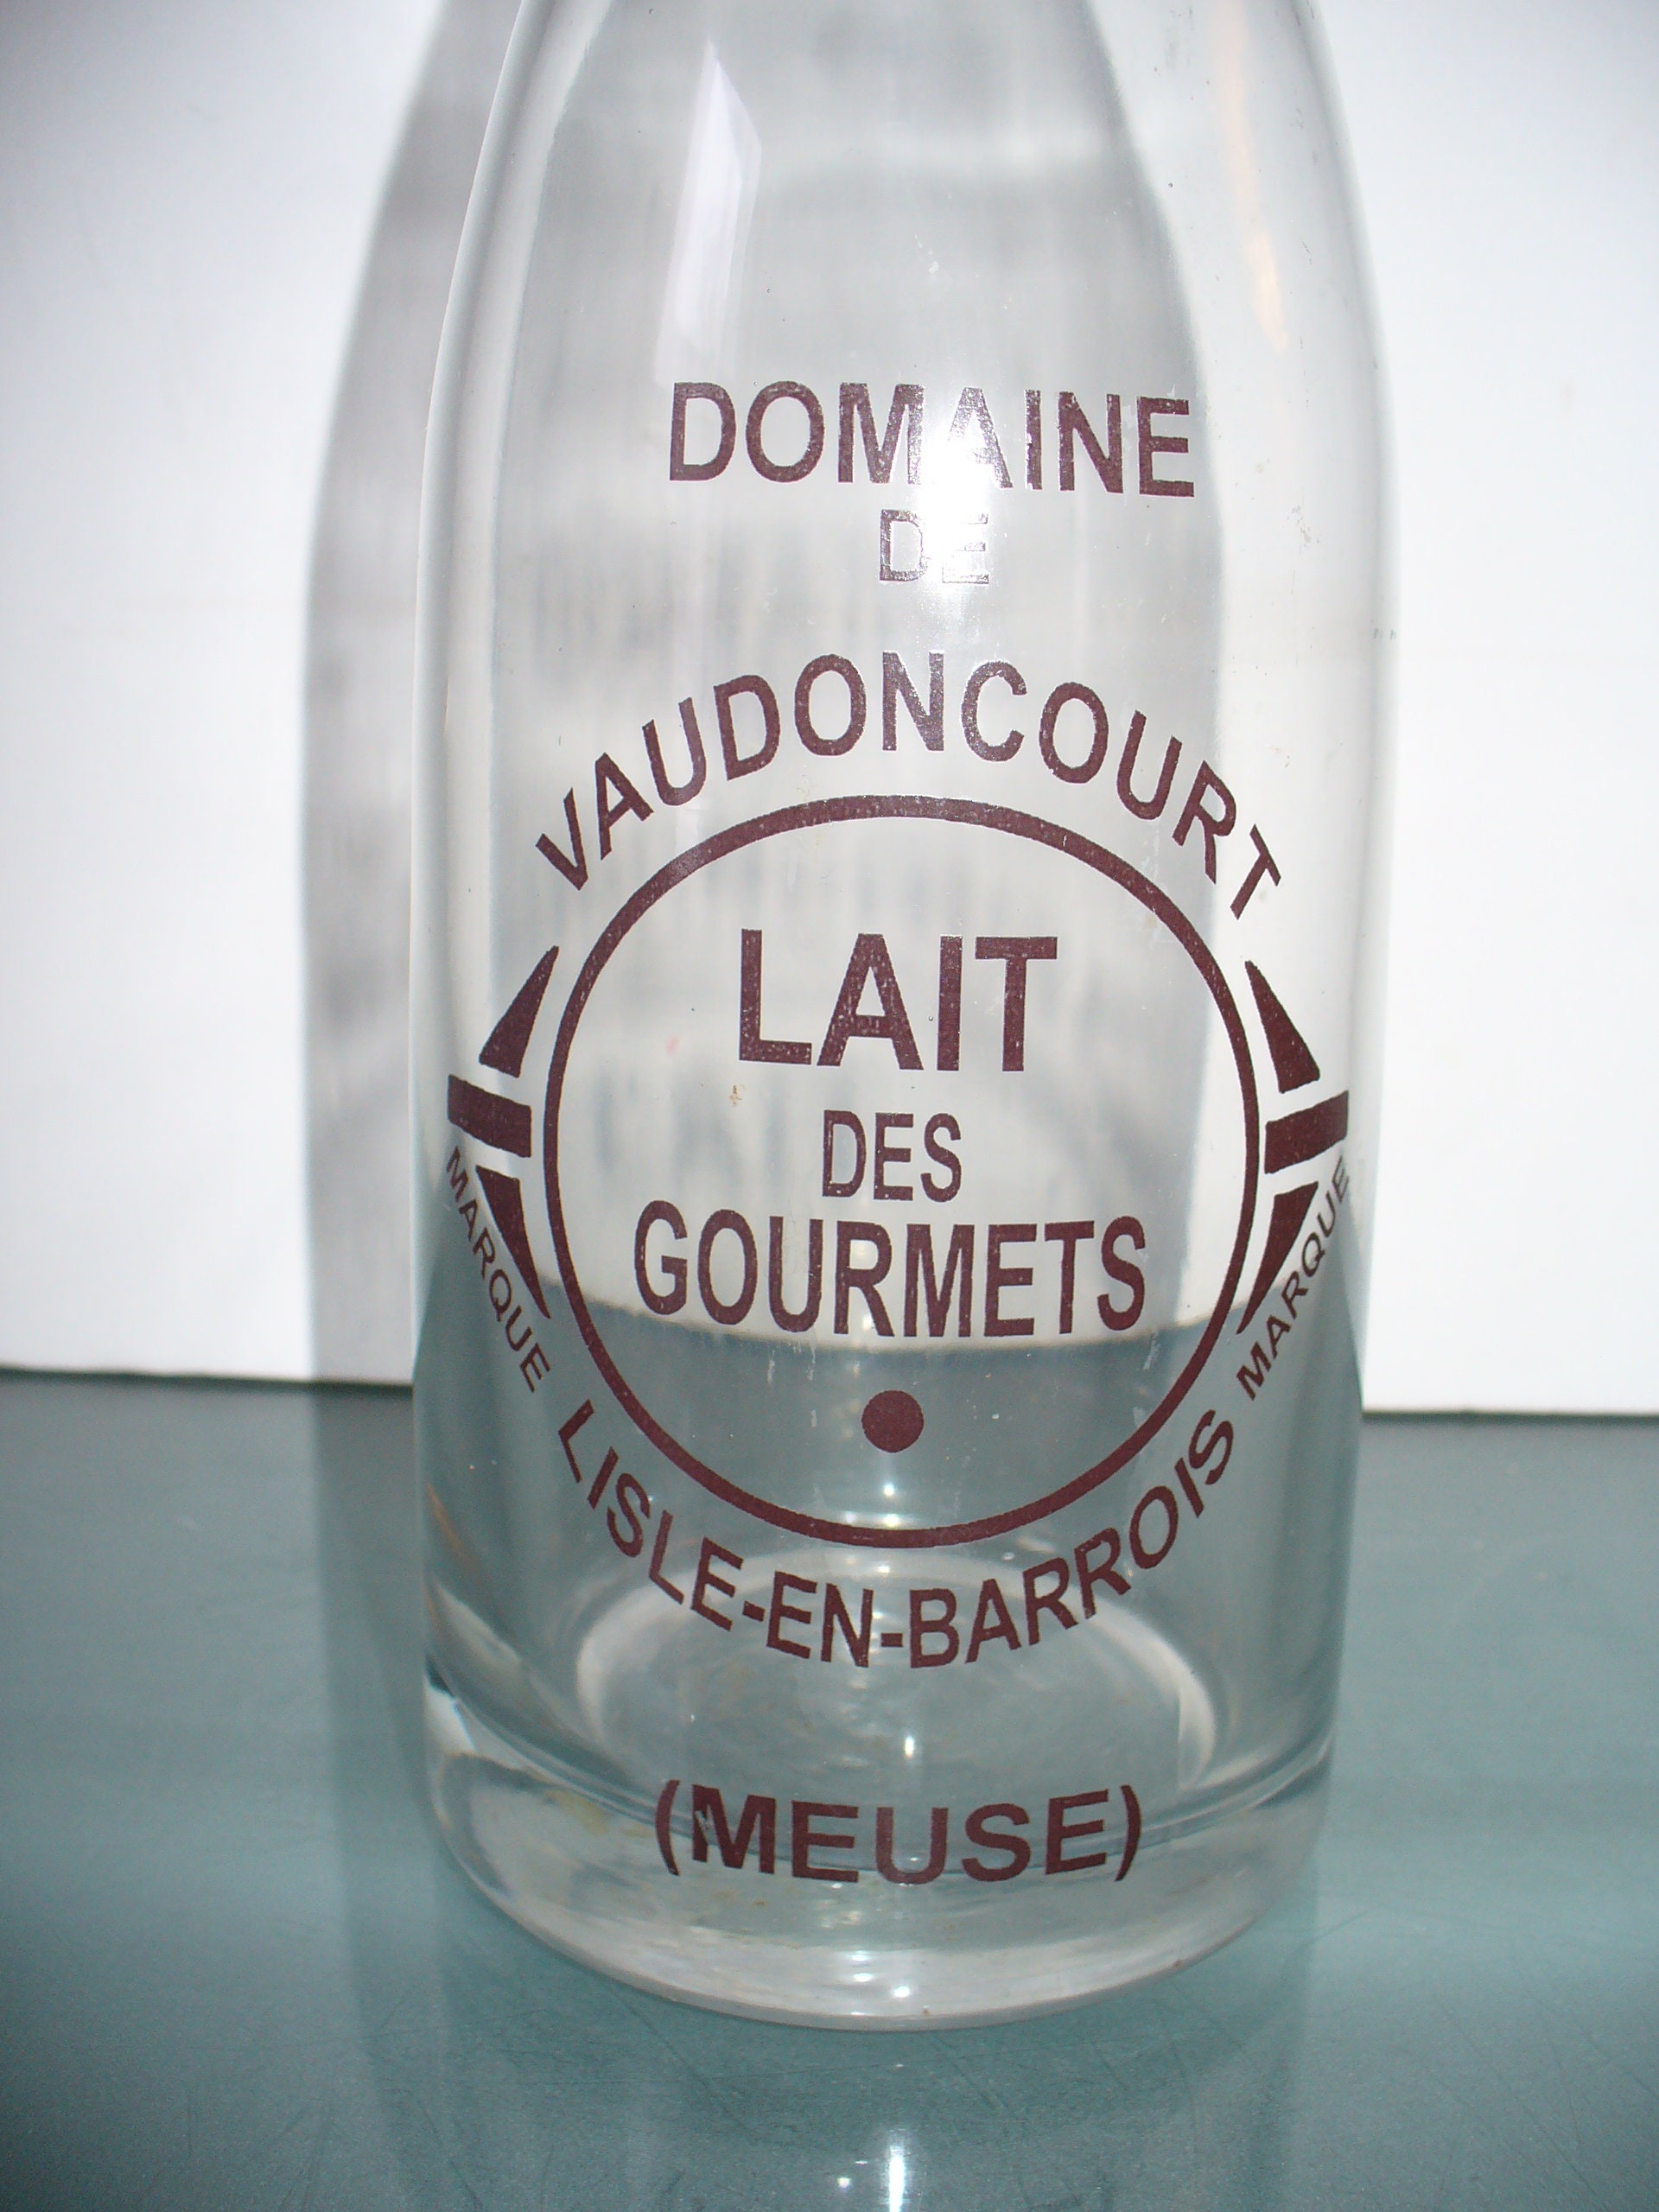 DOMAINE
DE
VAUDONCOURT
LAIT
DES
GOURMETS
MARQUE
MARQUE
LISLE-EN-BARROIS
(MEUSE)